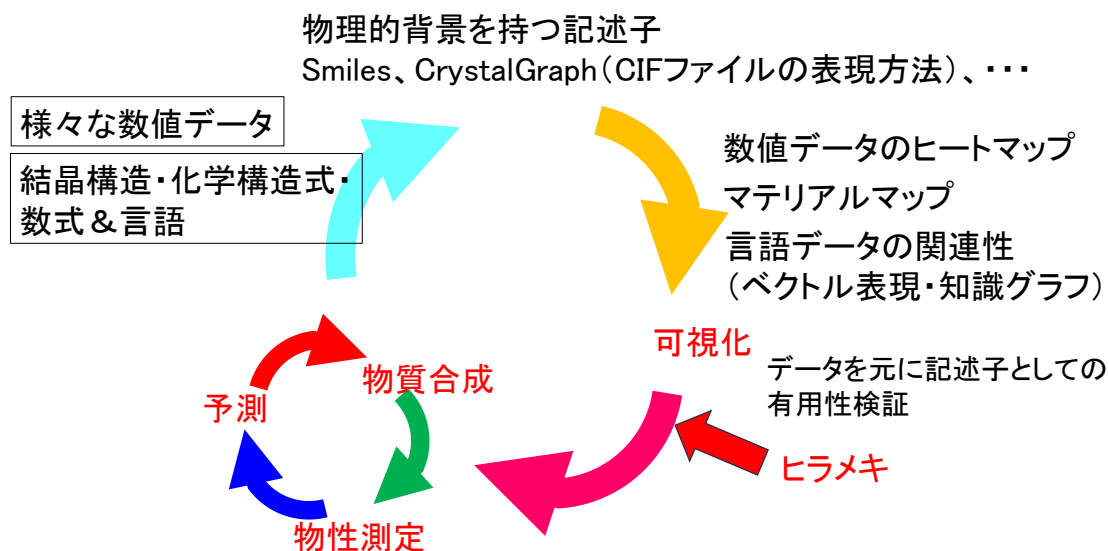 物理的背景を持つ記述子
Smiles、CrystalGraph（CIFファイルの表現方法）、・・・
様々な数値データ
結晶構造・化学構造式・
数式＆言語
数値データのヒートマップ
マテリアルマップ
言語データの関連性
（ベクトル表現・知識グラフ）
可視化
データを元に記述子としての
有用性検証
ヒラメキ
物質合成
予測
物性測定